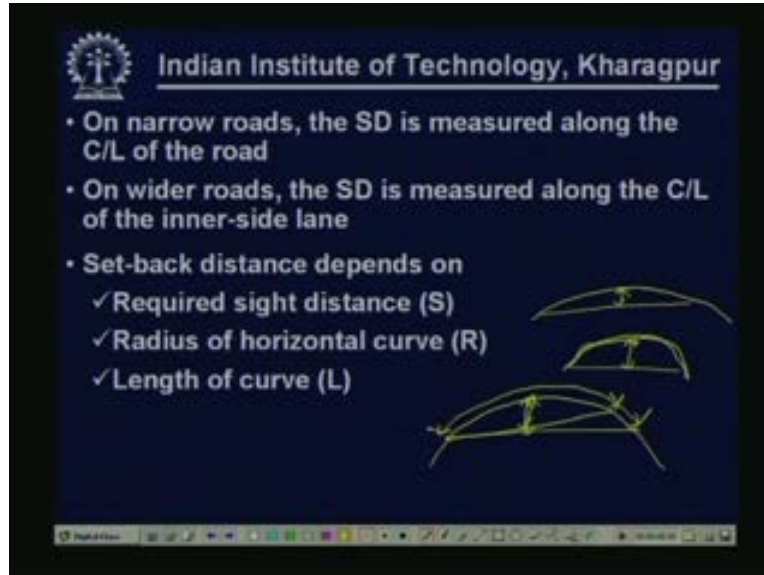 Indian Institute of Technology, Kharagpur
• On narrow roads, the SD is measured along the
C/L of the road
• On wider roads, the SD is measured along the C/L
of the inner-side lane
• Set-back distance depends on
✓Required sight distance (S)
✓Radius of horizontal curve (R)
✓Length of curve (L)